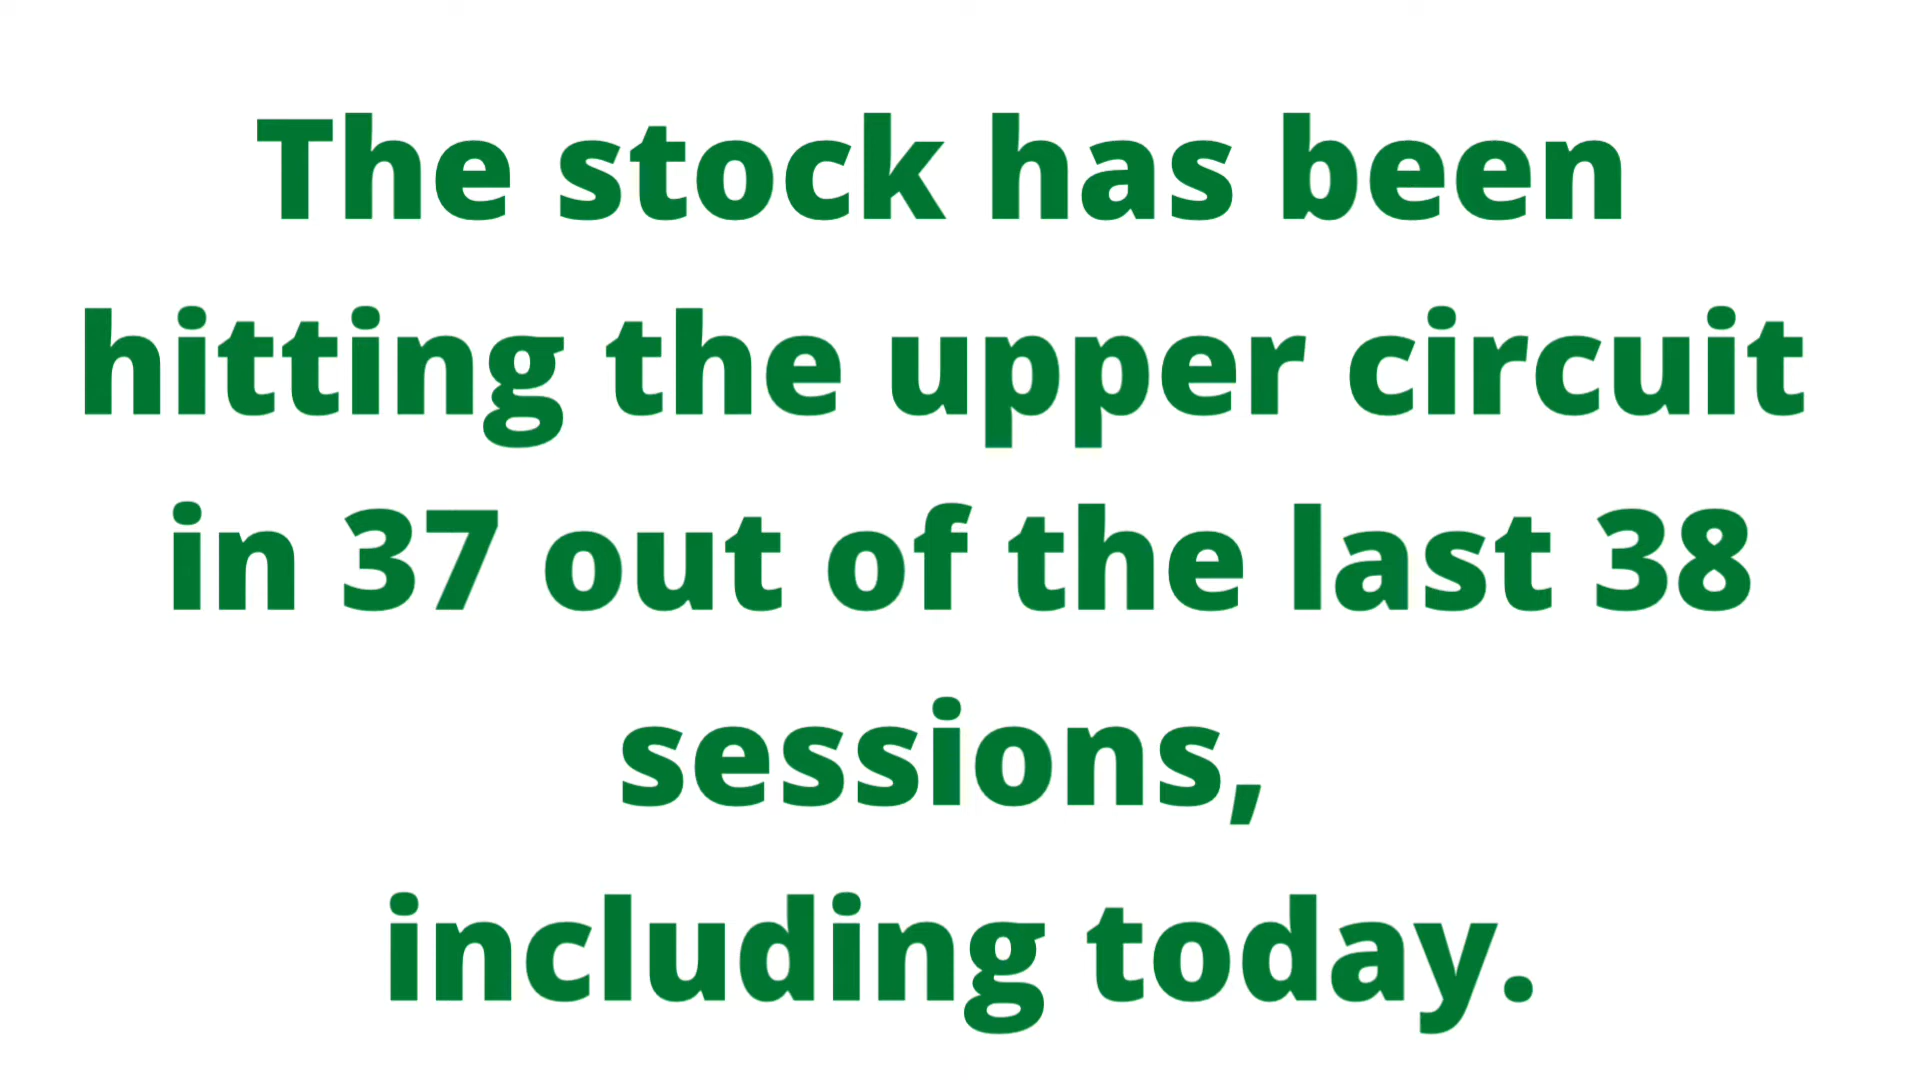 The stock has been
hitting the upper circuit
in 37 out of the last 38
sessions,
including today.